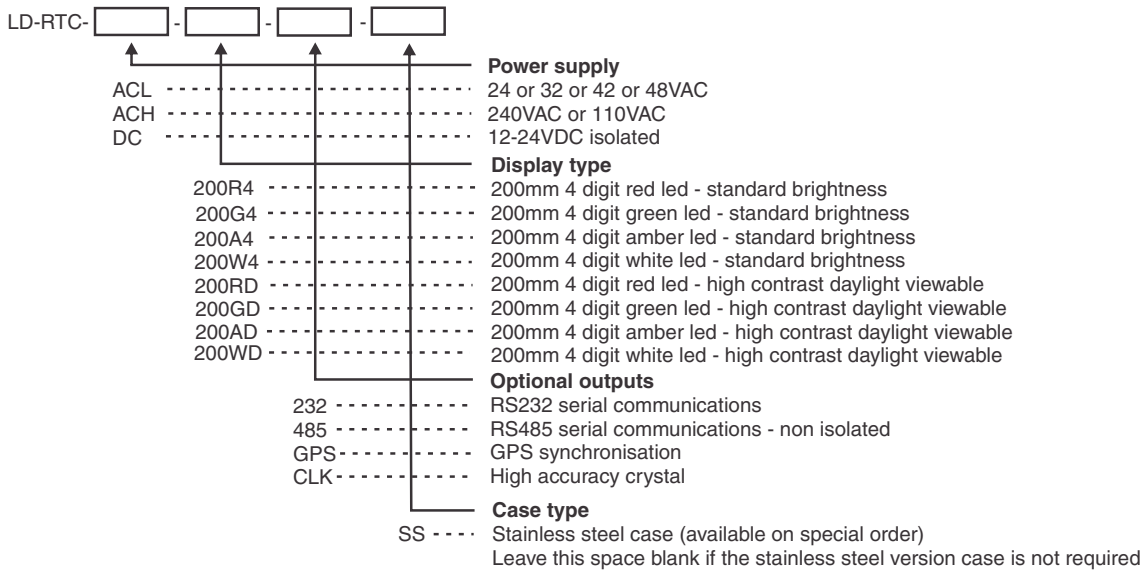 LD-RTC- - - -
Power supply
ACL 24 or 32 or 42 or 48VAC
ACH 240VAC or 110VAC
DC 12-24VDC isolated
Display type
200R4 200mm 4 digit red led - standard brightness
200G4 200mm 4 digit green led - standard brightness
200A4 200mm 4 digit amber led - standard brightness
200W4 200mm 4 digit white led - standard brightness
200RD 200mm 4 digit red led - high contrast daylight viewable
200GD 200mm 4 digit green led - high contrast daylight viewable
200AD 200mm 4 digit amber led - high contrast daylight viewable
200WD 200mm 4 digit white led - high contrast daylight viewable
Optional outputs
232 RS232 serial communications
485 RS485 serial communications - non isolated
GPS GPS synchronisation
CLK High accuracy crystal
Case type
SS Stainless steel case (available on special order)
Leave this space blank if the stainless steel version case is not required